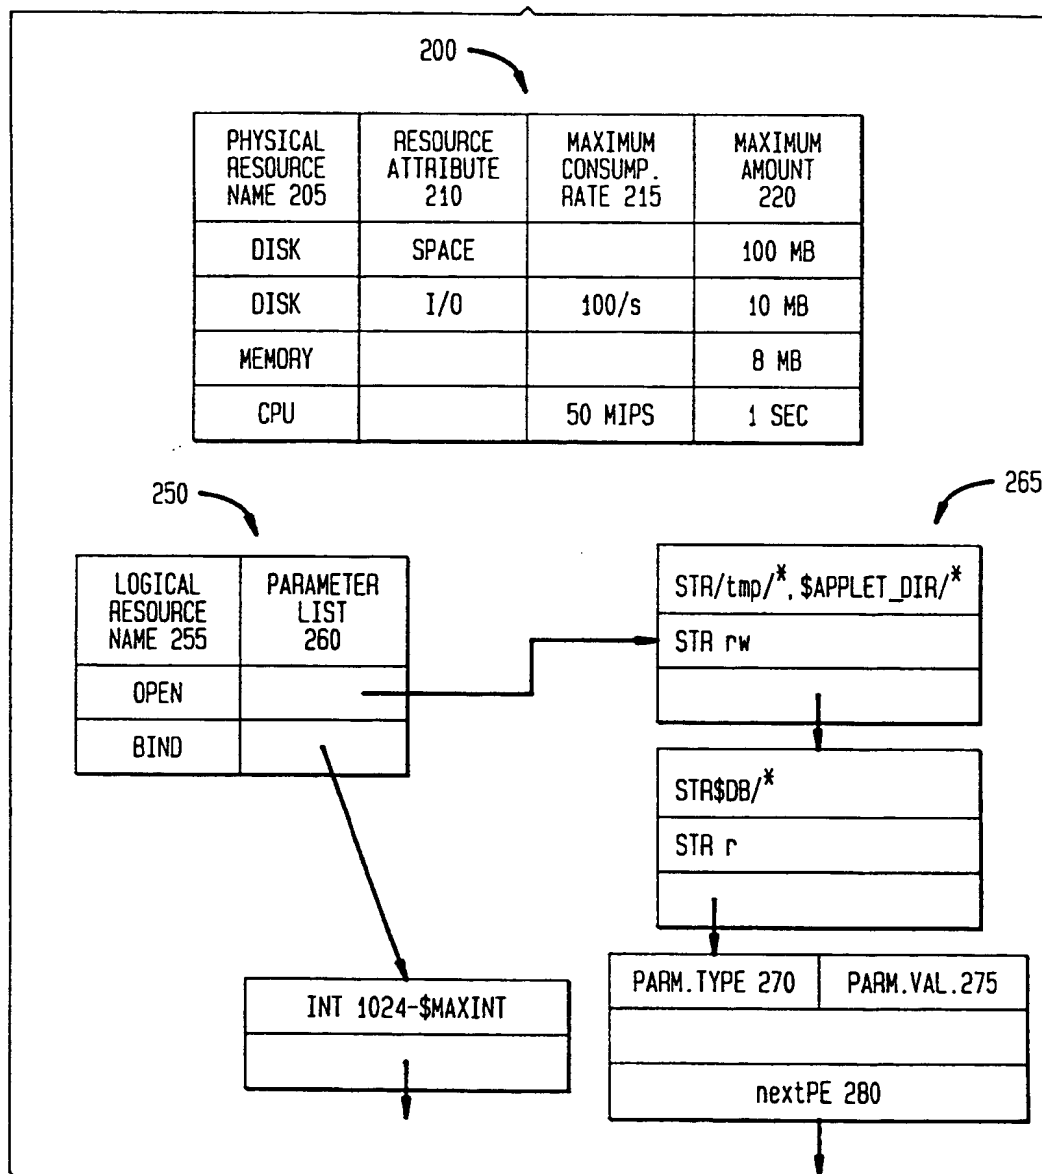 200
PHYSICAL RESOURCE NAME 205 RESOURCE ATTRIBUTE 210 MAXIMUM CONSUMP. RATE 215 MAXIMUM AMOUNT 220
DISK SPACE 100 MB
DISK I/O 100/s 10 MB
MEMORY 8 MB
CPU 50 MIPS 1 SEC
250
265
LOGICAL RESOURCE NAME 255 PARAMETER LIST 260
OPEN
BIND
STR/tmp/*, $APPLET_DIR/*
STR rw
STR$DB/*
STR r
PARM.TYPE 270 PARM.VAL.275
nextPE 280
INT 1024-$MAXINT